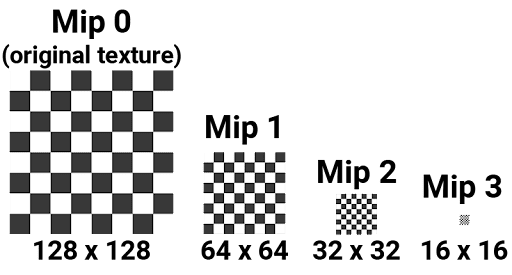 Mip 0
(original texture)
128 x 128
Mip 1
64 x 64
Mip 2
32 x 32
Mip 3
16 x 16